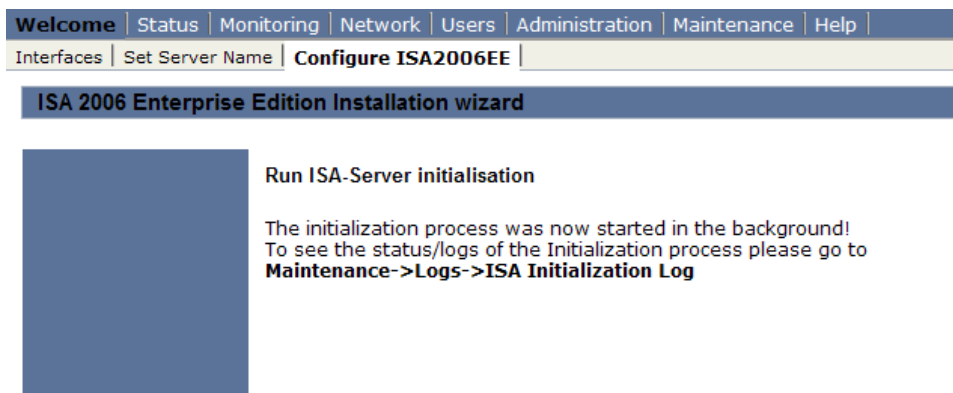 Welcome | Status | Monitoring | Network | Users | Administration | Maintenance | Help |
Interfaces | Set Server Name | Configure ISA2006EE |
ISA 2006 Enterprise Edition Installation wizard
Run ISA-Server initialisation
The initialization process was now started in the background!
To see the status/logs of the Initialization process please go to
Maintenance->Logs->ISA Initialization Log